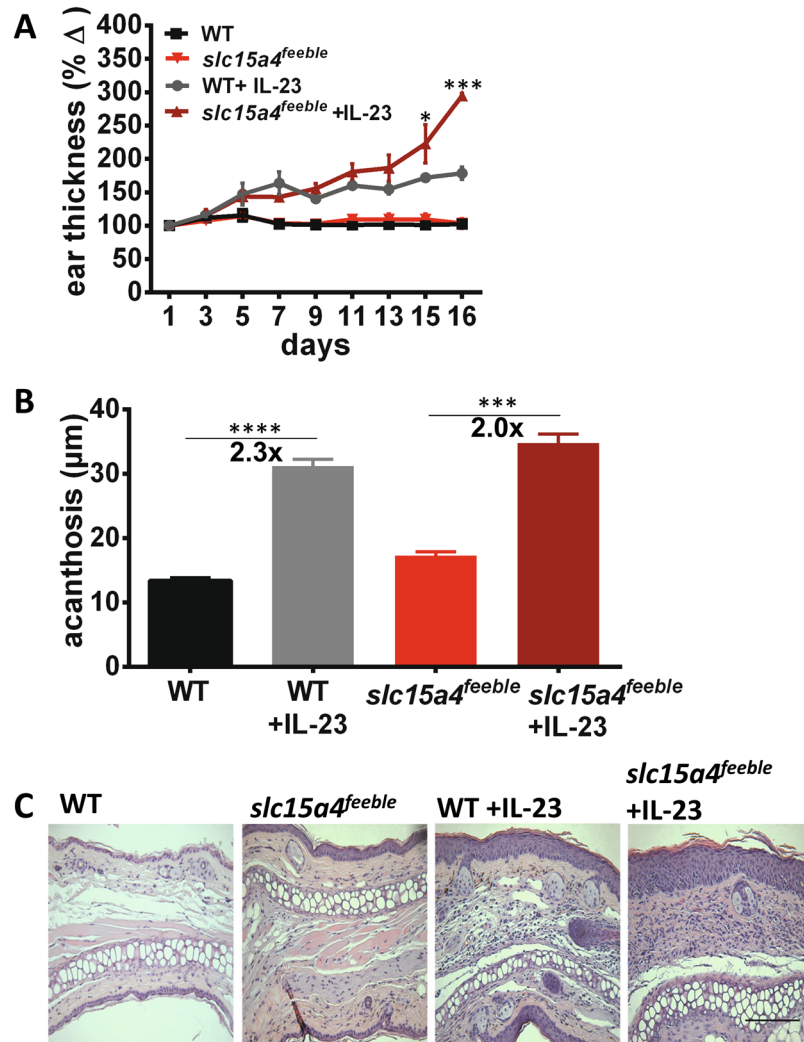 A
ear thickness (% Δ)
400
350
300
250
200
150
100
50
0
WT
slc15a4feeble
WT+ IL-23
slc15a4feeble +IL-23
*
***
1 3 5 7 9 11 13 15 16
days
B
acanthosis (µm)
40
30
20
10
0
****
2.3x
***
2.0x
WT
WT
+IL-23
slc15a4feeble
slc15a4feeble
+IL-23
C
WT
slc15a4feeble
WT +IL-23
slc15a4feeble
+IL-23